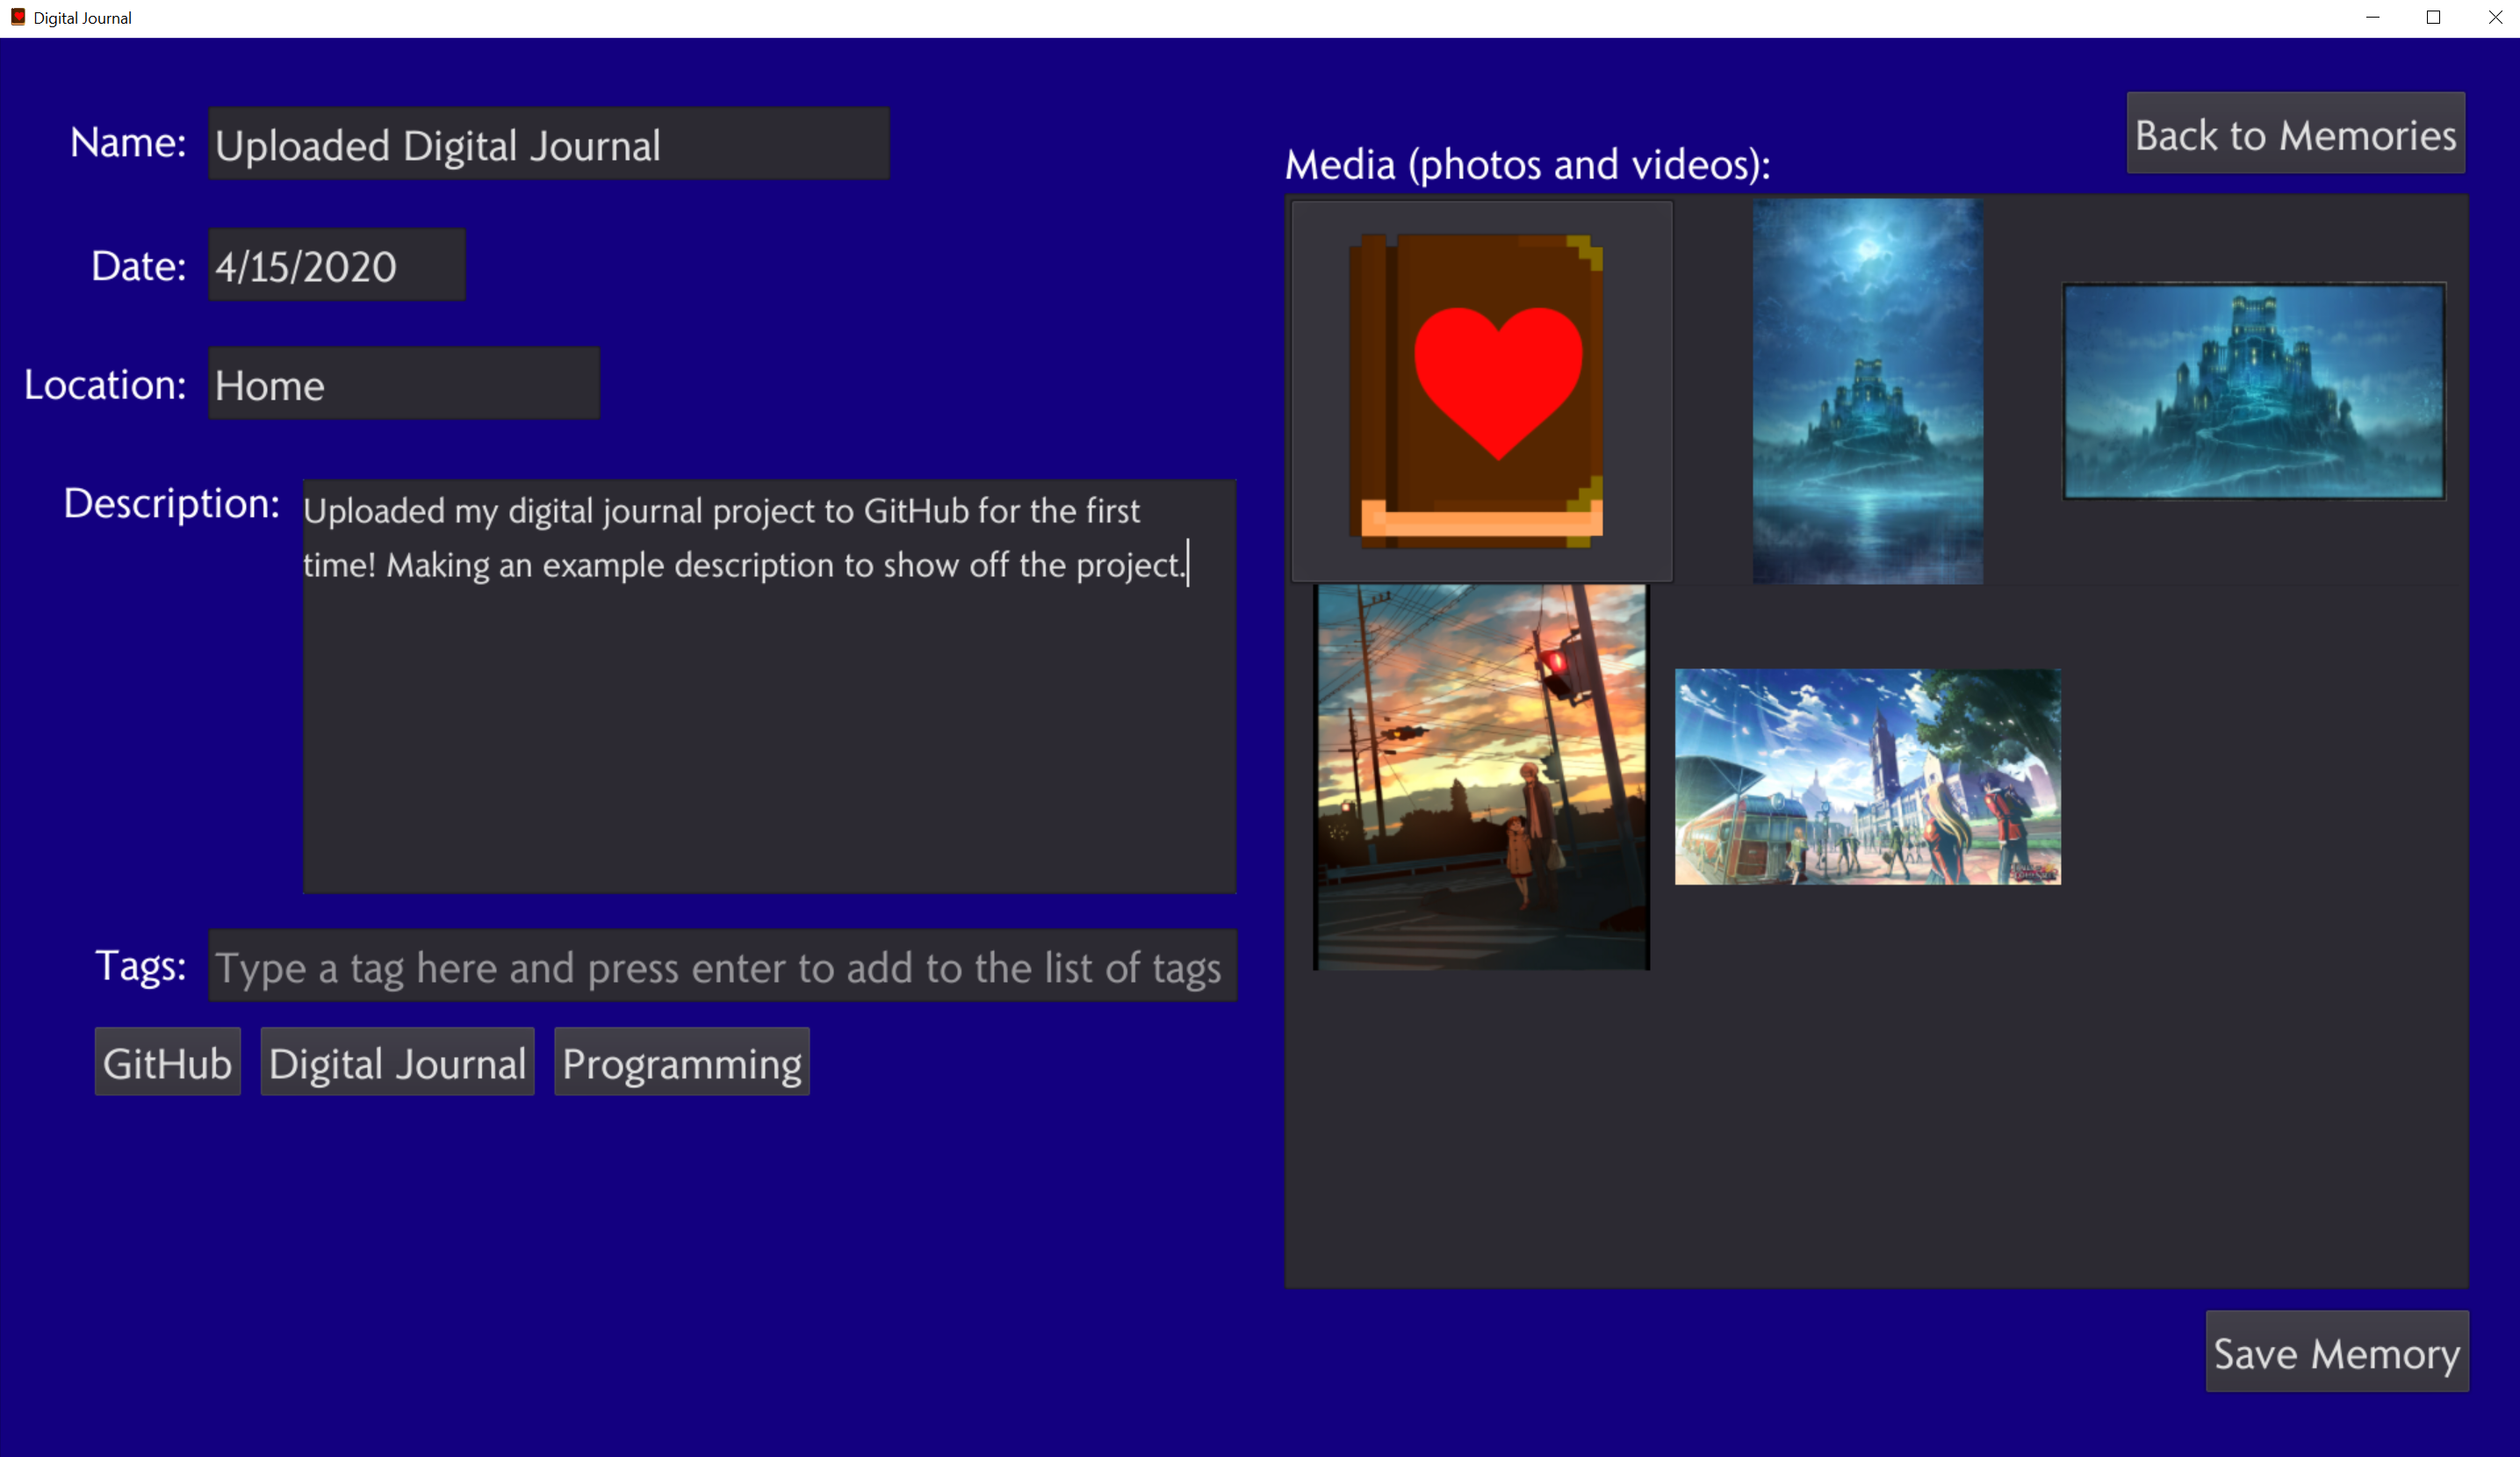 Digital Journal
Name:
Uploaded Digital Journal
Date:
4/15/2020
Location:
Home
Description:
Uploaded my digital journal project to GitHub for the first
time! Making an example description to show off the project.
Tags:
Type a tag here and press enter to add to the list of tags
GitHub
Digital Journal
Programming
Back to Memories
Media (photos and videos):
Save Memory